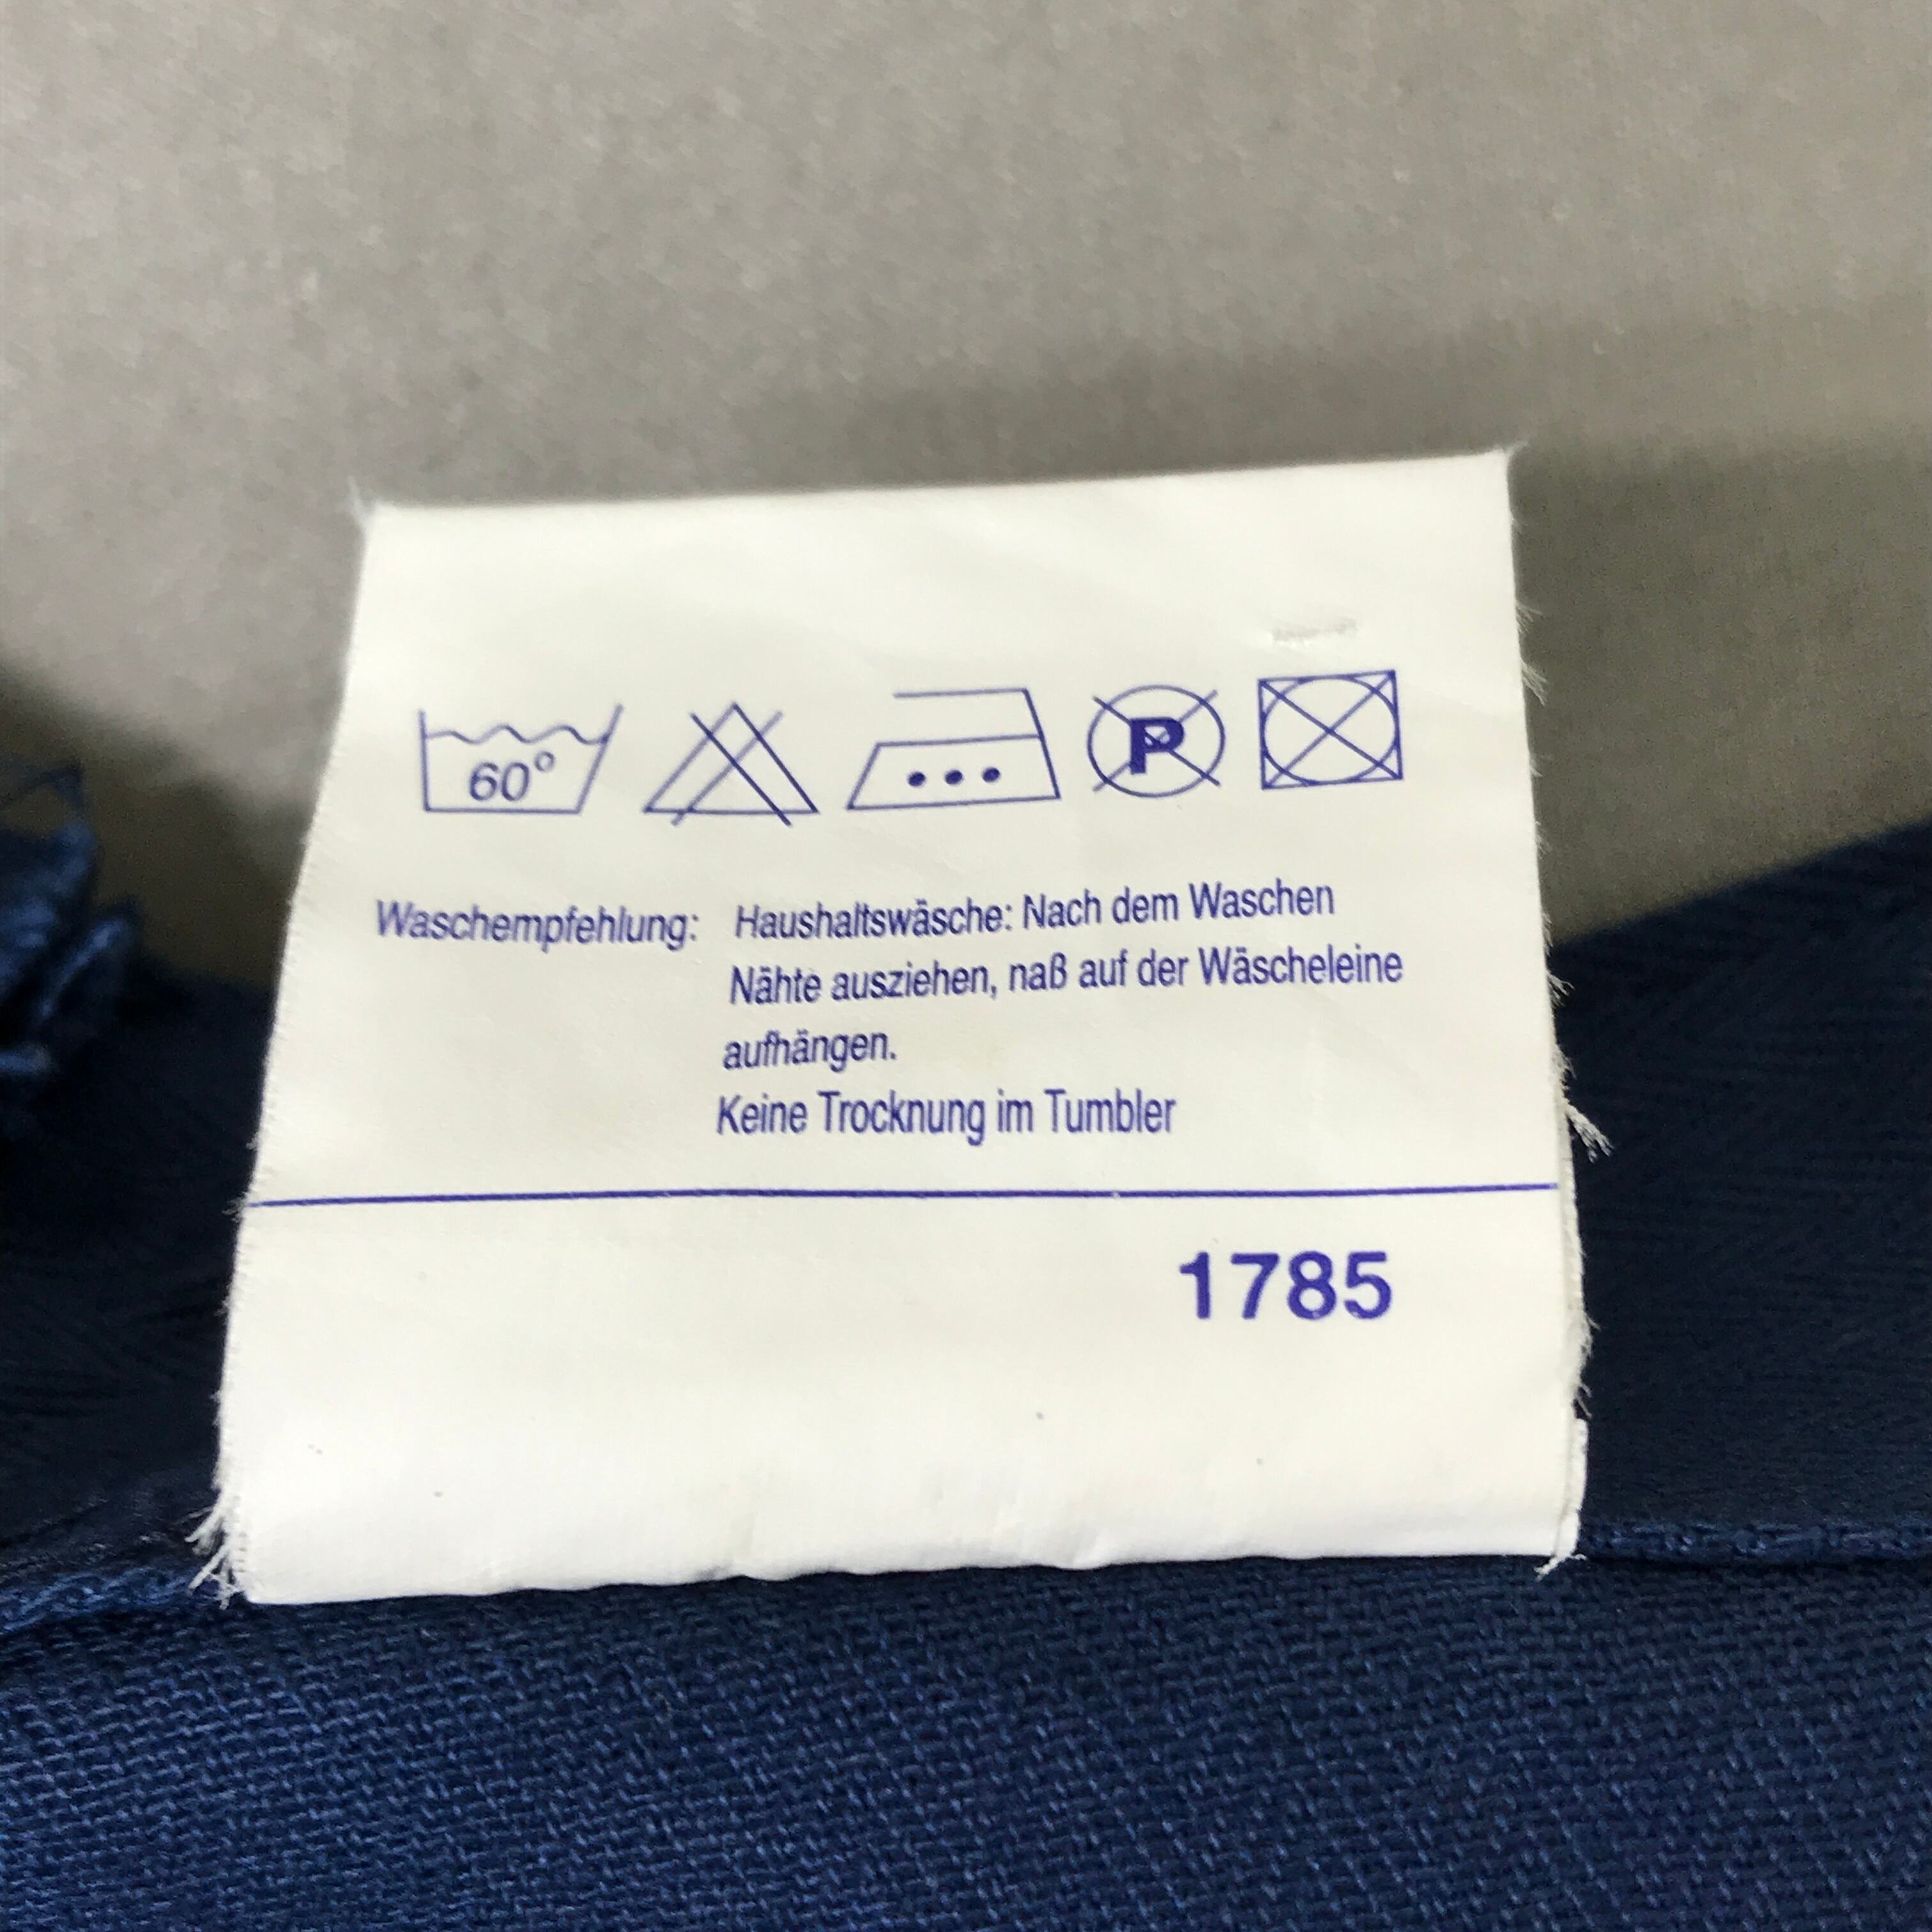 60°
P
Waschempfehlung: Haushaltswäsche: Nach dem Waschen
Nähte ausziehen, naß auf der Wäscheleine
aufhängen.
Keine Trocknung im Tumbler
1785